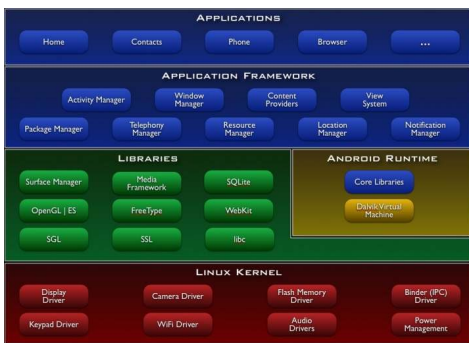 APPLICATIONS
Home
Contacts
Phone
Browser
...
APPLICATION FRAMEWORK
Activity Manager
Window
Manager
Content
Providers
View
System
Package Manager
Telephony
Manager
Resource
Manager
Location
Manager
Notification
Manager
LIBRARIES
Surface Manager
Media
Framework
SQLite
OpenGL | ES
FreeType
WebKit
SGL
SSL
libc
ANDROID RUNTIME
Core Libraries
Dalvik Virtual
Machine
LINUX KERNEL
Display
Driver
Camera Driver
Flash Memory
Driver
Binder (IPC)
Driver
Keypad Driver
WiFi Driver
Audio
Drivers
Power
Management